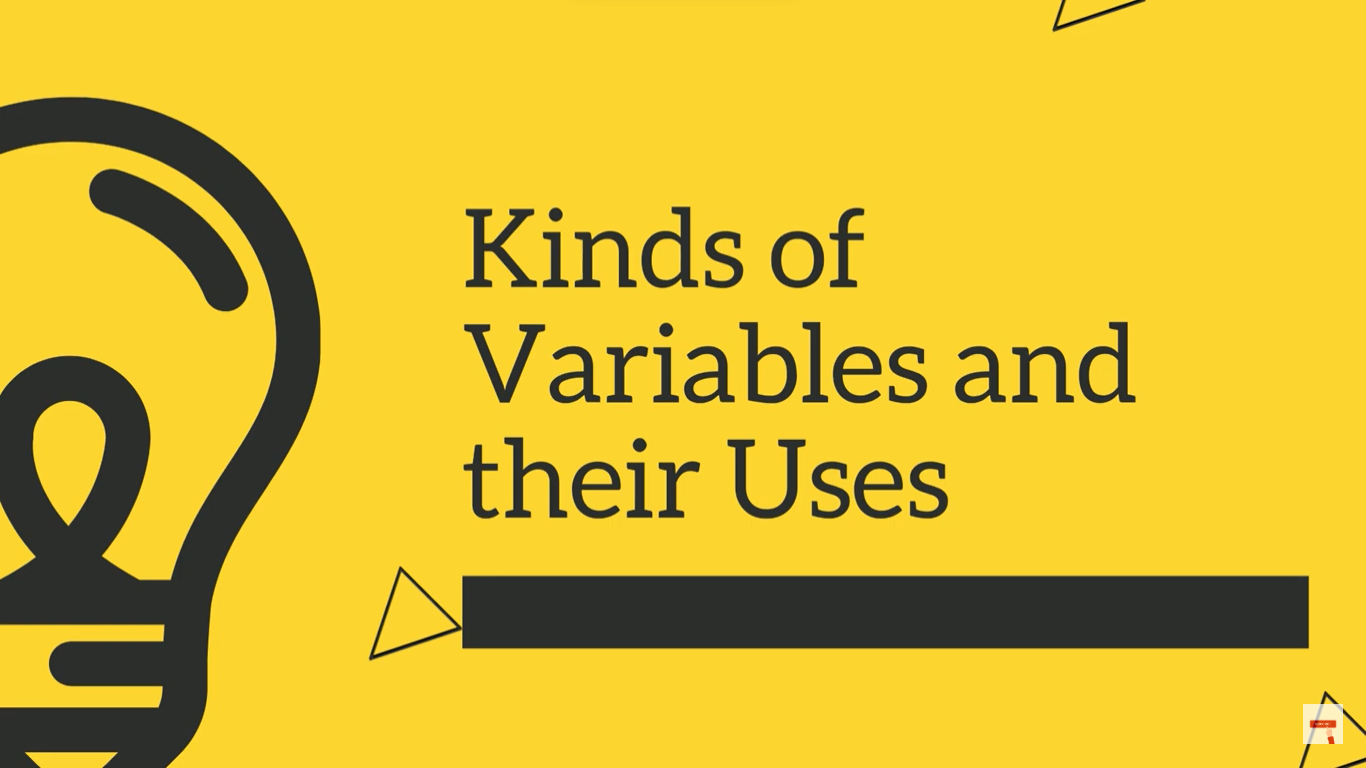 Kinds of
Variables and
their Uses